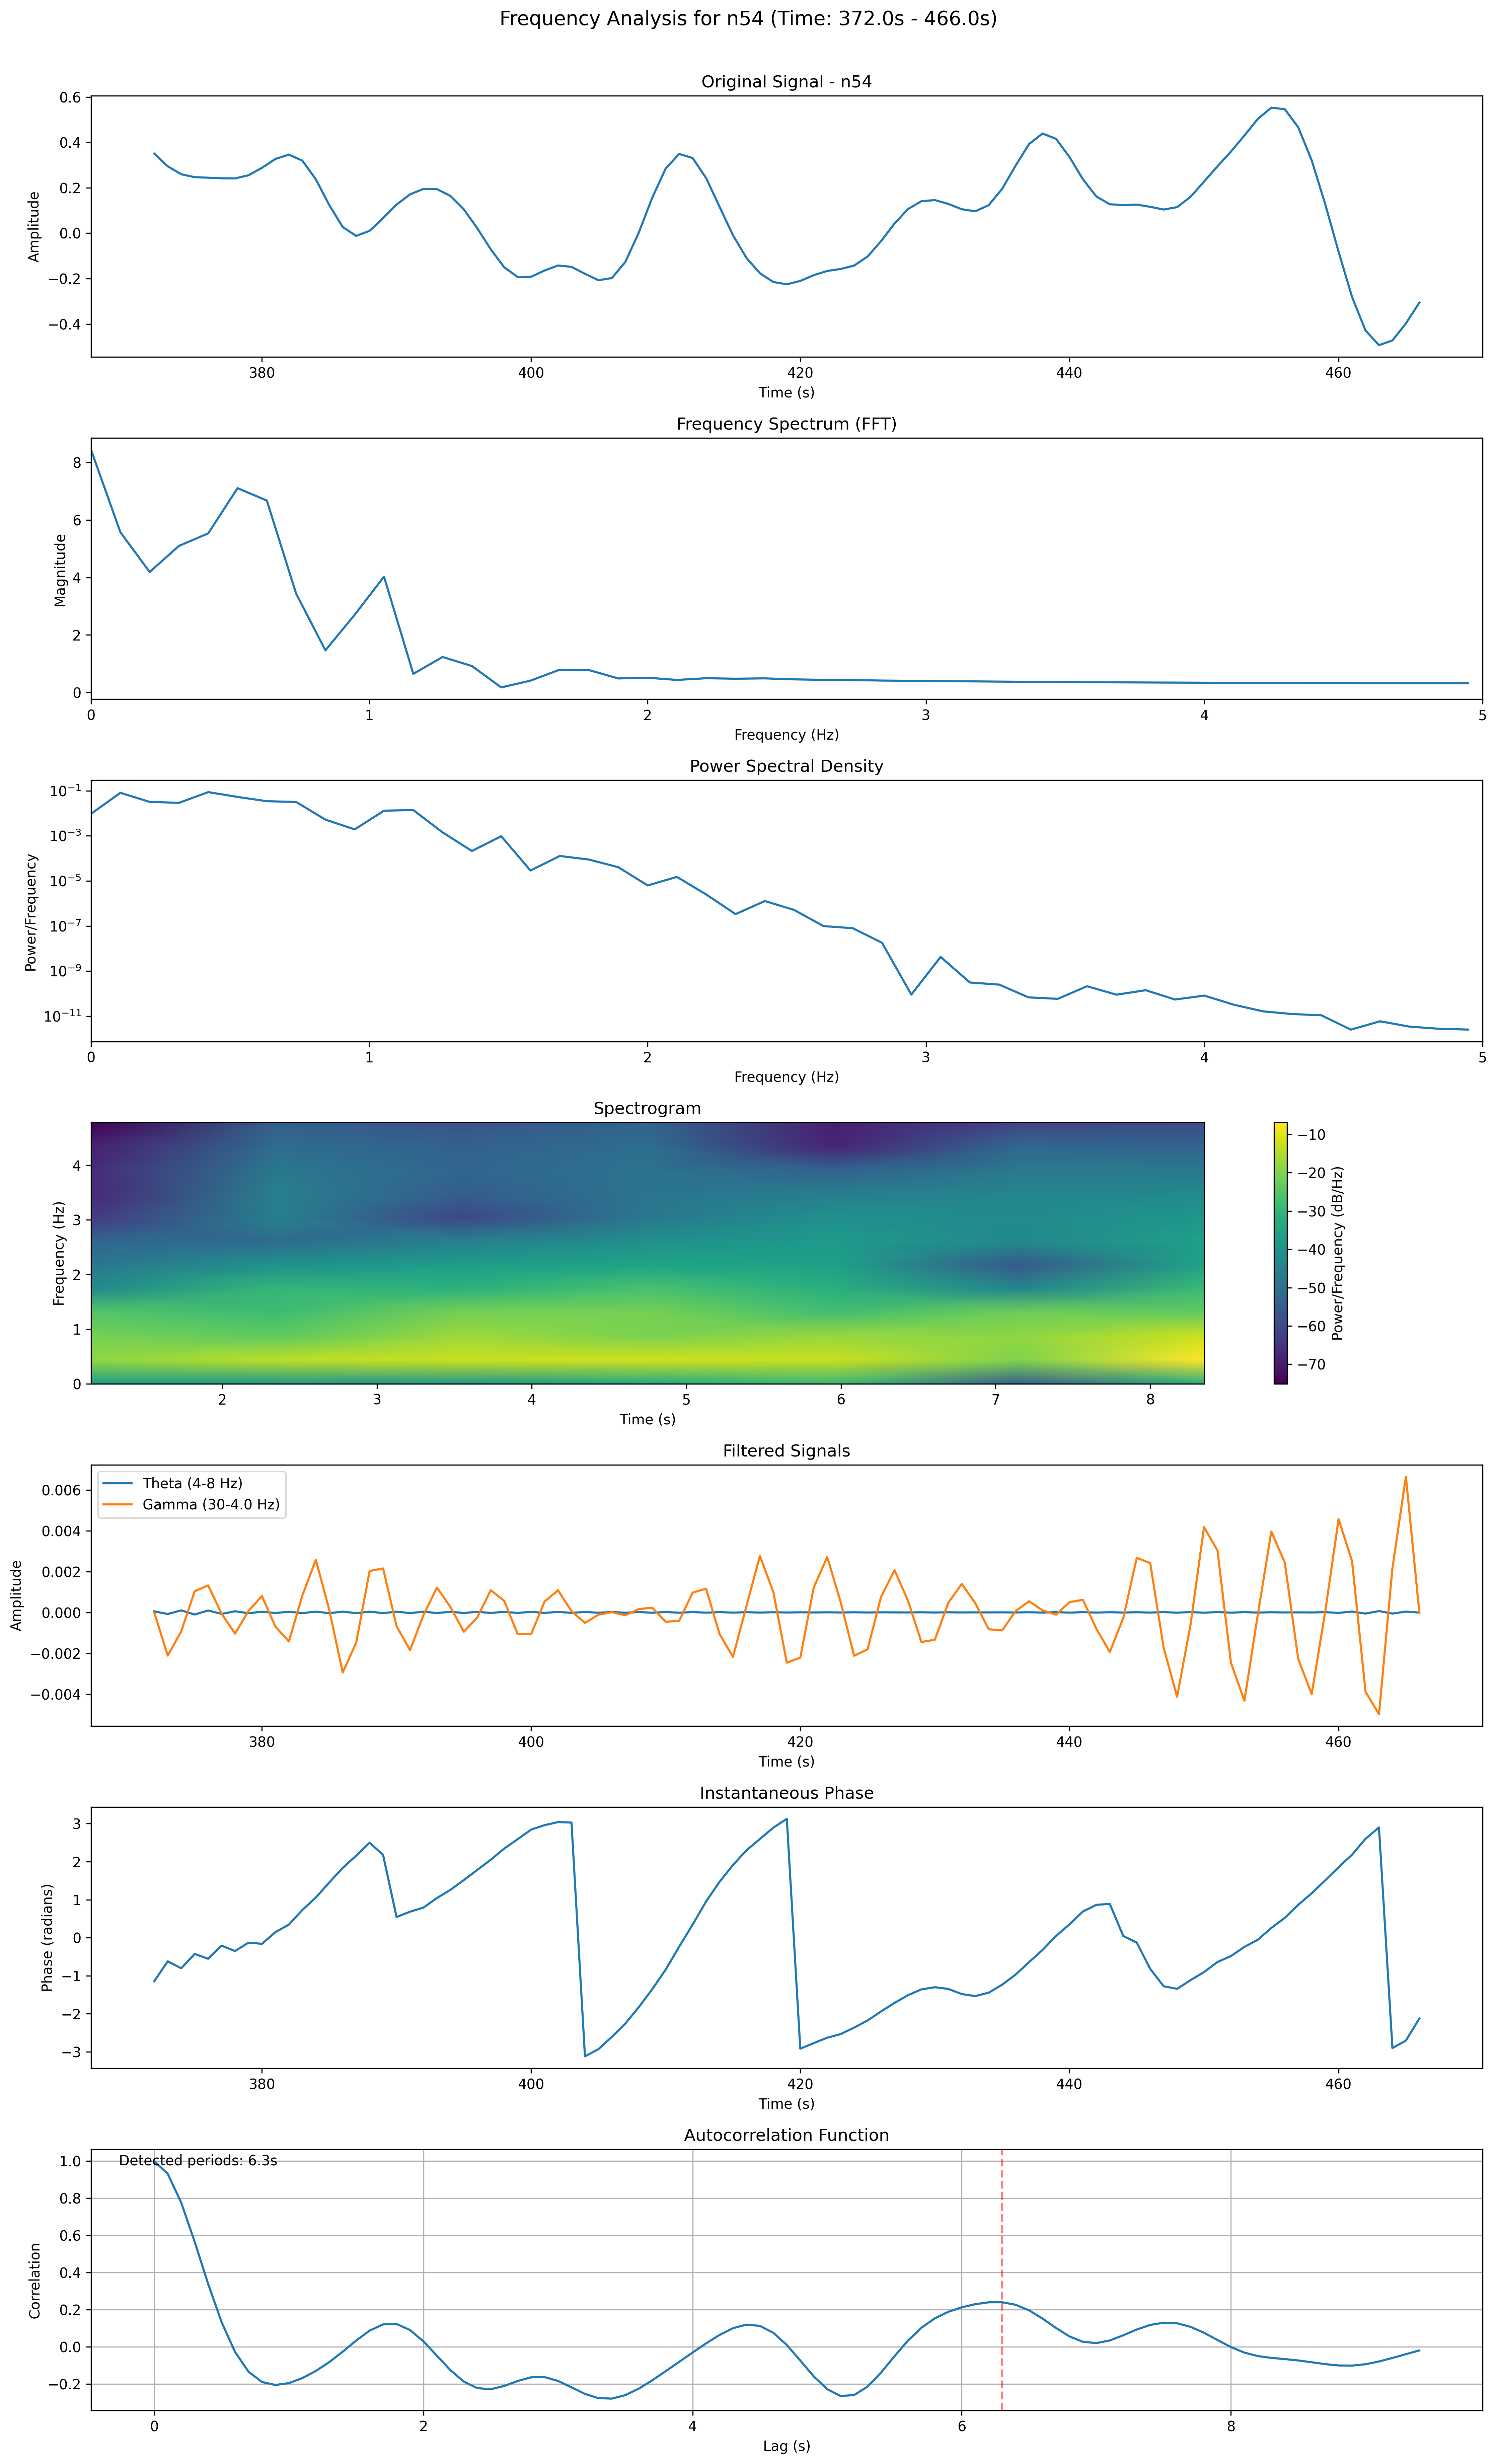 Frequency Analysis for n54 (Time: 372.0s - 466.0s)
Original Signal - n54
Amplitude
0.6
0.4
0.2
0.0
−0.2
−0.4
380 400 420 440 460
Time (s)
Frequency Spectrum (FFT)
Magnitude
8
6
4
2
0
0 1 2 3 4 5
Frequency (Hz)
Power Spectral Density
Power/Frequency
10⁻¹
10⁻³
10⁻⁵
10⁻⁷
10⁻⁹
10⁻¹¹
0 1 2 3 4 5
Frequency (Hz)
Spectrogram
Frequency (Hz)
4
3
2
1
0
2 3 4 5 6 7 8
Time (s)
−10
−20
−30
−40
−50
−60
−70
Power/Frequency (dB/Hz)
Filtered Signals
Theta (4-8 Hz)
Gamma (30-4.0 Hz)
Amplitude
0.006
0.004
0.002
0.000
−0.002
−0.004
380 400 420 440 460
Time (s)
Instantaneous Phase
Phase (radians)
3
2
1
0
−1
−2
−3
380 400 420 440 460
Time (s)
Autocorrelation Function
Detected periods: 6.3s
Correlation
1.0
0.8
0.6
0.4
0.2
0.0
−0.2
0 2 4 6 8
Lag (s)